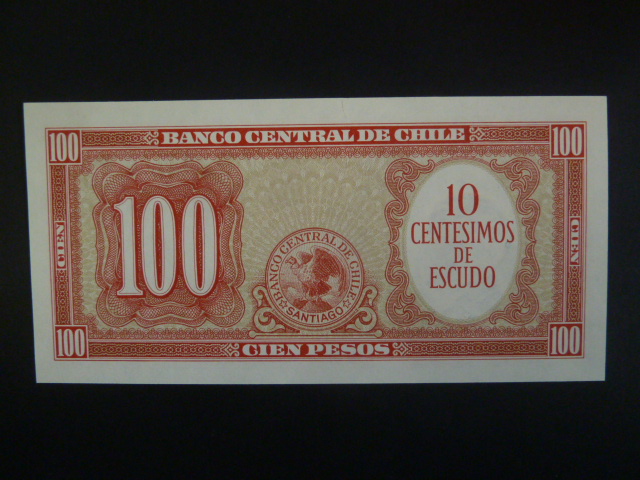 100 BANCO CENTRAL DE CHILE 100
CIEN
100
BANCO CENTRAL DE CHILE
SANTIAGO
10
CENTESIMOS
DE
ESCUDO
CIEN
100 CIEN PESOS 100